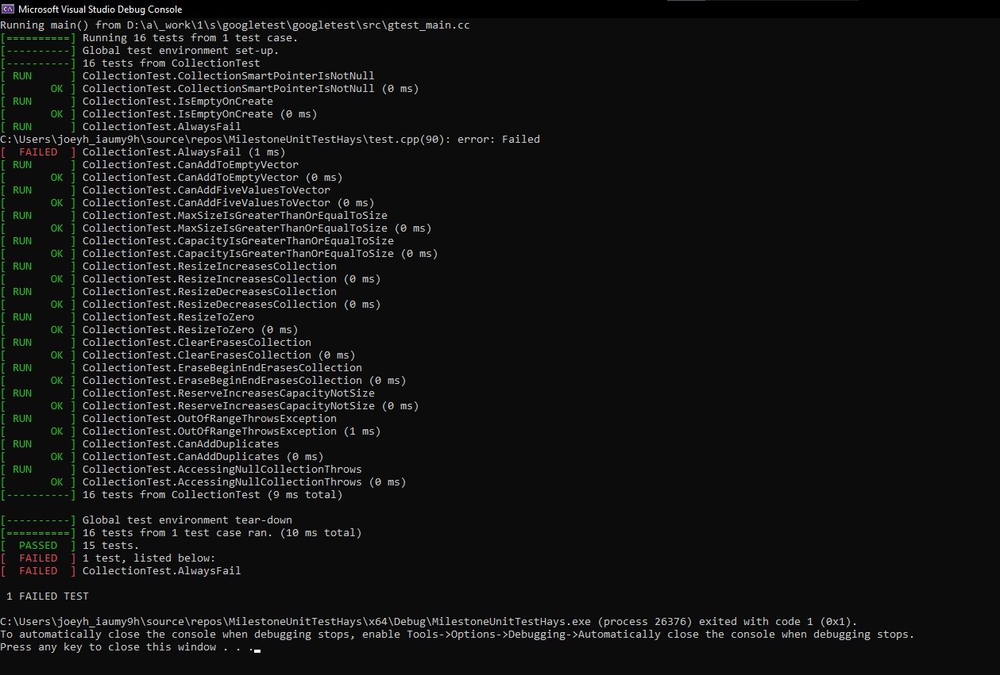 Microsoft Visual Studio Debug Console
Running main() from D:\a\_work\1\s\googletest\googletest\src\gtest_main.cc
[==========] Running 16 tests from 1 test case.
[----------] Global test environment set-up.
[----------] 16 tests from CollectionTest
[ RUN      ] CollectionTest.CollectionSmartPointerIsNotNull
[       OK ] CollectionTest.CollectionSmartPointerIsNotNull (0 ms)
[ RUN      ] CollectionTest.IsEmptyOnCreate
[       OK ] CollectionTest.IsEmptyOnCreate (0 ms)
[ RUN      ] CollectionTest.AlwaysFail
C:\Users\joeyh_iaumy9h\source\repos\MilestoneUnitTestHays\test.cpp(90): error: Failed
[  FAILED  ] CollectionTest.AlwaysFail (1 ms)
[ RUN      ] CollectionTest.CanAddToEmptyVector
[       OK ] CollectionTest.CanAddToEmptyVector (0 ms)
[ RUN      ] CollectionTest.CanAddFiveValuesToVector
[       OK ] CollectionTest.CanAddFiveValuesToVector (0 ms)
[ RUN      ] CollectionTest.MaxSizeIsGreaterThanOrEqualToSize
[       OK ] CollectionTest.MaxSizeIsGreaterThanOrEqualToSize (0 ms)
[ RUN      ] CollectionTest.CapacityIsGreaterThanOrEqualToSize
[       OK ] CollectionTest.CapacityIsGreaterThanOrEqualToSize (0 ms)
[ RUN      ] CollectionTest.ResizeIncreasesCollection
[       OK ] CollectionTest.ResizeIncreasesCollection (0 ms)
[ RUN      ] CollectionTest.ResizeDecreasesCollection
[       OK ] CollectionTest.ResizeDecreasesCollection (0 ms)
[ RUN      ] CollectionTest.ResizeToZero
[       OK ] CollectionTest.ResizeToZero (0 ms)
[ RUN      ] CollectionTest.ClearErasesCollection
[       OK ] CollectionTest.ClearErasesCollection (0 ms)
[ RUN      ] CollectionTest.EraseBeginEndErasesCollection
[       OK ] CollectionTest.EraseBeginEndErasesCollection (0 ms)
[ RUN      ] CollectionTest.ReserveIncreasesCapacityNotSize
[       OK ] CollectionTest.ReserveIncreasesCapacityNotSize (0 ms)
[ RUN      ] CollectionTest.OutOfRangeThrowsException
[       OK ] CollectionTest.OutOfRangeThrowsException (1 ms)
[ RUN      ] CollectionTest.CanAddDuplicates
[       OK ] CollectionTest.CanAddDuplicates (0 ms)
[ RUN      ] CollectionTest.AccessingNullCollectionThrows
[       OK ] CollectionTest.AccessingNullCollectionThrows (0 ms)
[----------] 16 tests from CollectionTest (9 ms total)
[----------] Global test environment tear-down
[==========] 16 tests from 1 test case ran. (10 ms total)
[  PASSED  ] 15 tests.
[  FAILED  ] 1 test, listed below:
[  FAILED  ] CollectionTest.AlwaysFail
1 FAILED TEST
C:\Users\joeyh_iaumy9h\source\repos\MilestoneUnitTestHays\x64\Debug\MilestoneUnitTestHays.exe (process 26376) exited with code 1 (0x1).
To automatically close the console when debugging stops, enable Tools->Options->Debugging->Automatically close the console when debugging stops.
Press any key to close this window . . .